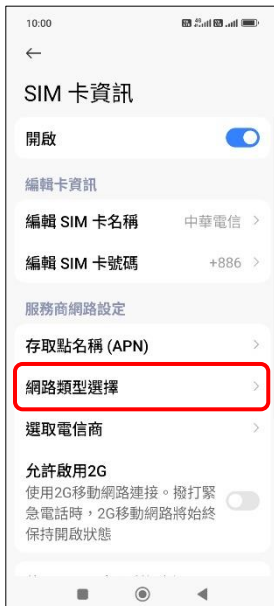 10:00
SIM 卡資訊
開啟
編輯卡資訊
編輯 SIM 卡名稱 中華電信
編輯 SIM 卡號碼 +886
服務商網路設定
存取點名稱 (APN)
網路類型選擇
選取電信商
允許啟用2G
使用2G移動網路連接。撥打緊
急電話時，2G移動網路將始終
保持開啟狀態